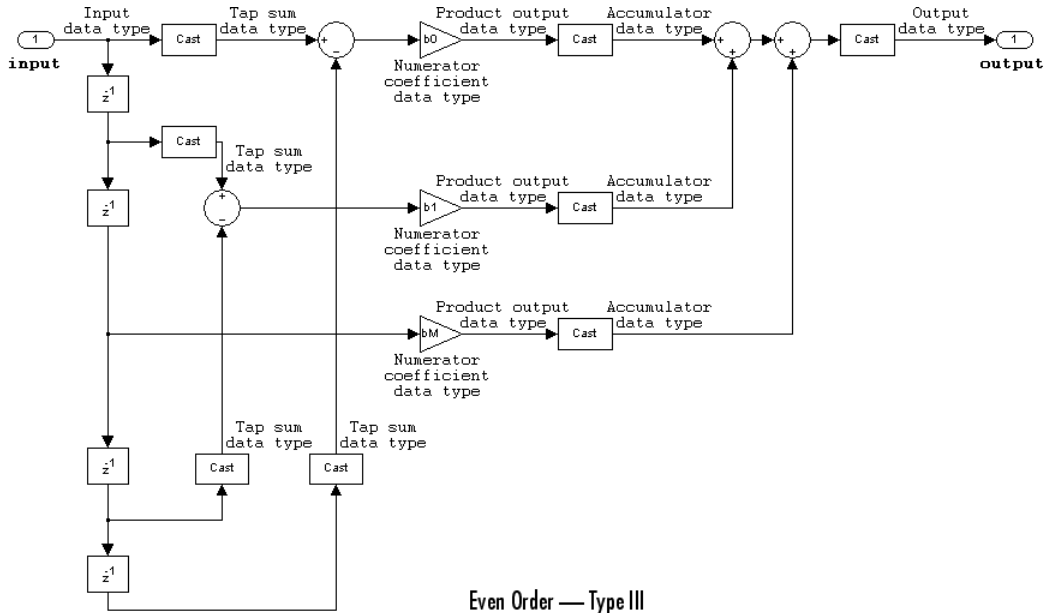 Input
data type
Tap sum
data type
Product output
data type
Accumulator
data type
Output
data type
1
input
Cast
+
−
b0
Cast
+
+
+
+
Cast
1
output
Numerator
coefficient
data type
z-1
Cast
Tap sum
data type
z-1
+
−
Product output
data type
Accumulator
data type
b1
Cast
Numerator
coefficient
data type
Product output
data type
Accumulator
data type
bM
Cast
Numerator
coefficient
data type
Tap sum
data type
Tap sum
data type
z-1
Cast
Cast
z-1
Even Order — Type III